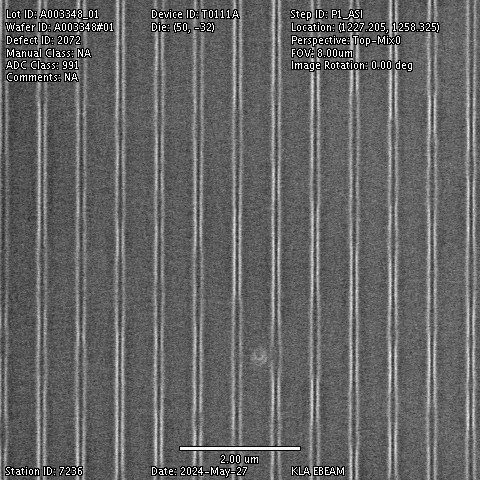 Lot ID: A003348_01 Device ID: T0111A Step ID: P1_ASI
Wafer ID: A003348#01 Die: (50, -32) Location: (1227.205, 1258.325)
Defect ID: 2072 Perspective: Top-Mix0
Manual Class: NA FOV: 8.00um
ADC Class: 991 Image Rotation: 0.00 deg
Comments: NA
2.00 um
Station ID: 7236 Date: 2024-May-27 KLA EBEAM